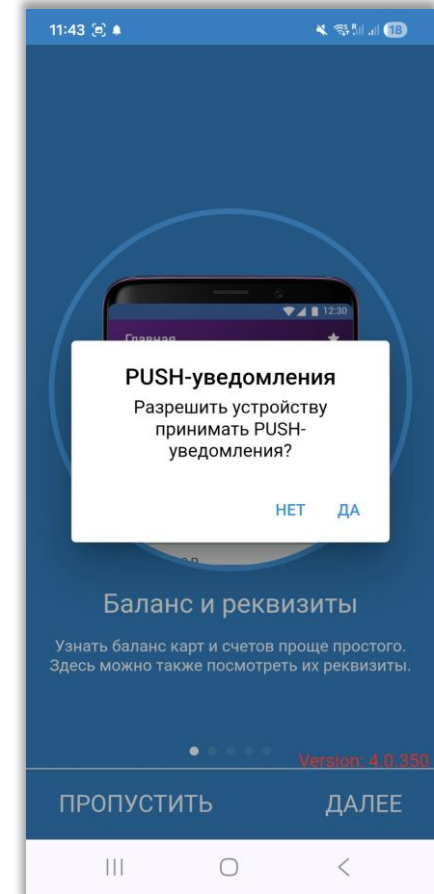 11:43
18
12:30
Главная
PUSH-уведомления
Разрешить устройству
принимать PUSH-
уведомления?
НЕТ ДА
Баланс и реквизиты
Узнать баланс карт и счетов проще простого.
Здесь можно также посмотреть их реквизиты.
Version: 4.0.350
ПРОПУСТИТЬ ДАЛЕЕ